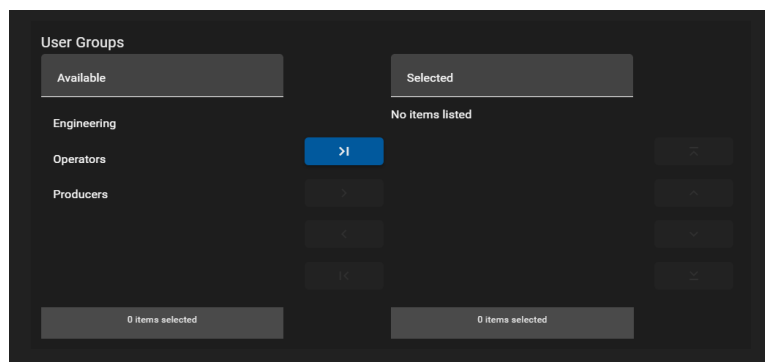 User Groups
Available
Selected
Engineering
Operators
Producers
No items listed
0 items selected
0 items selected